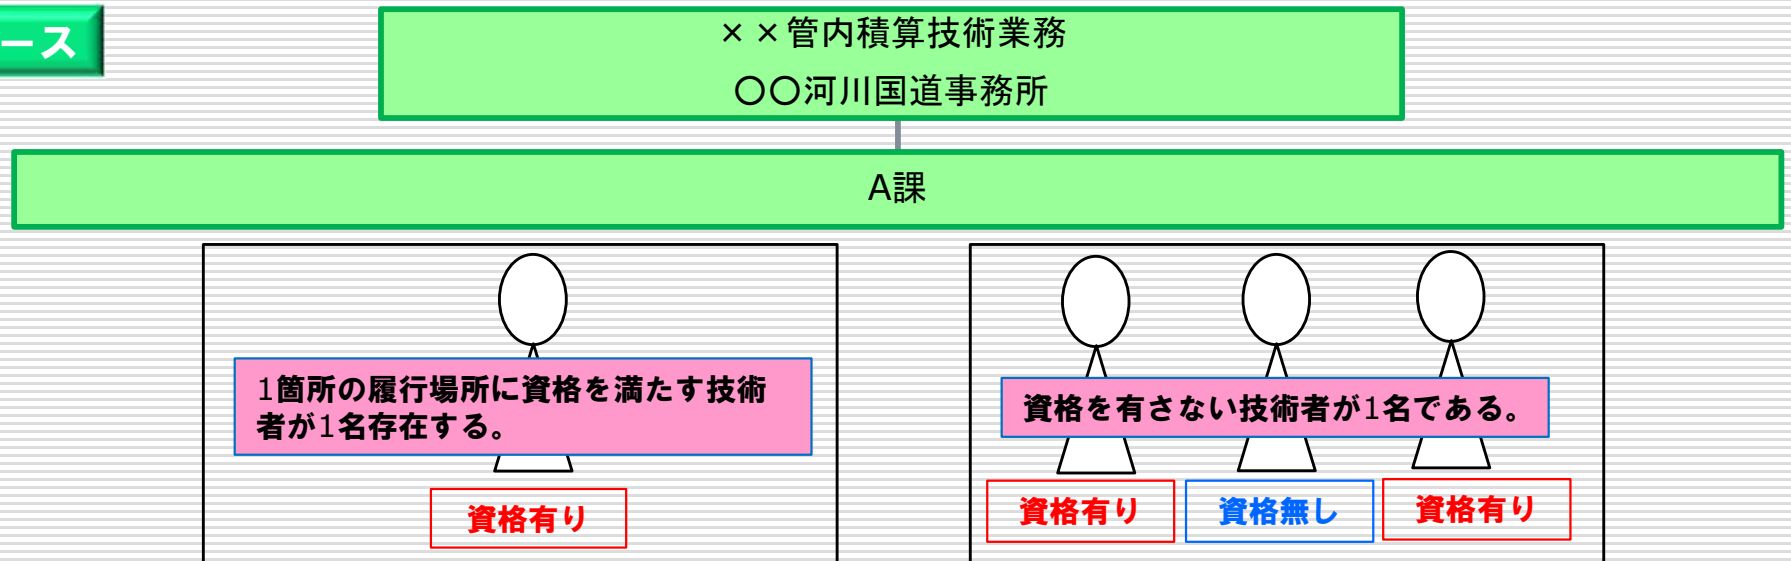 ース
××管内積算技術業務
〇〇河川国道事務所
A課
1箇所の履行場所に資格を満たす技術
者が1名存在する。
資格を有さない技術者が1名である。
資格有り
資格有り
資格無し
資格有り